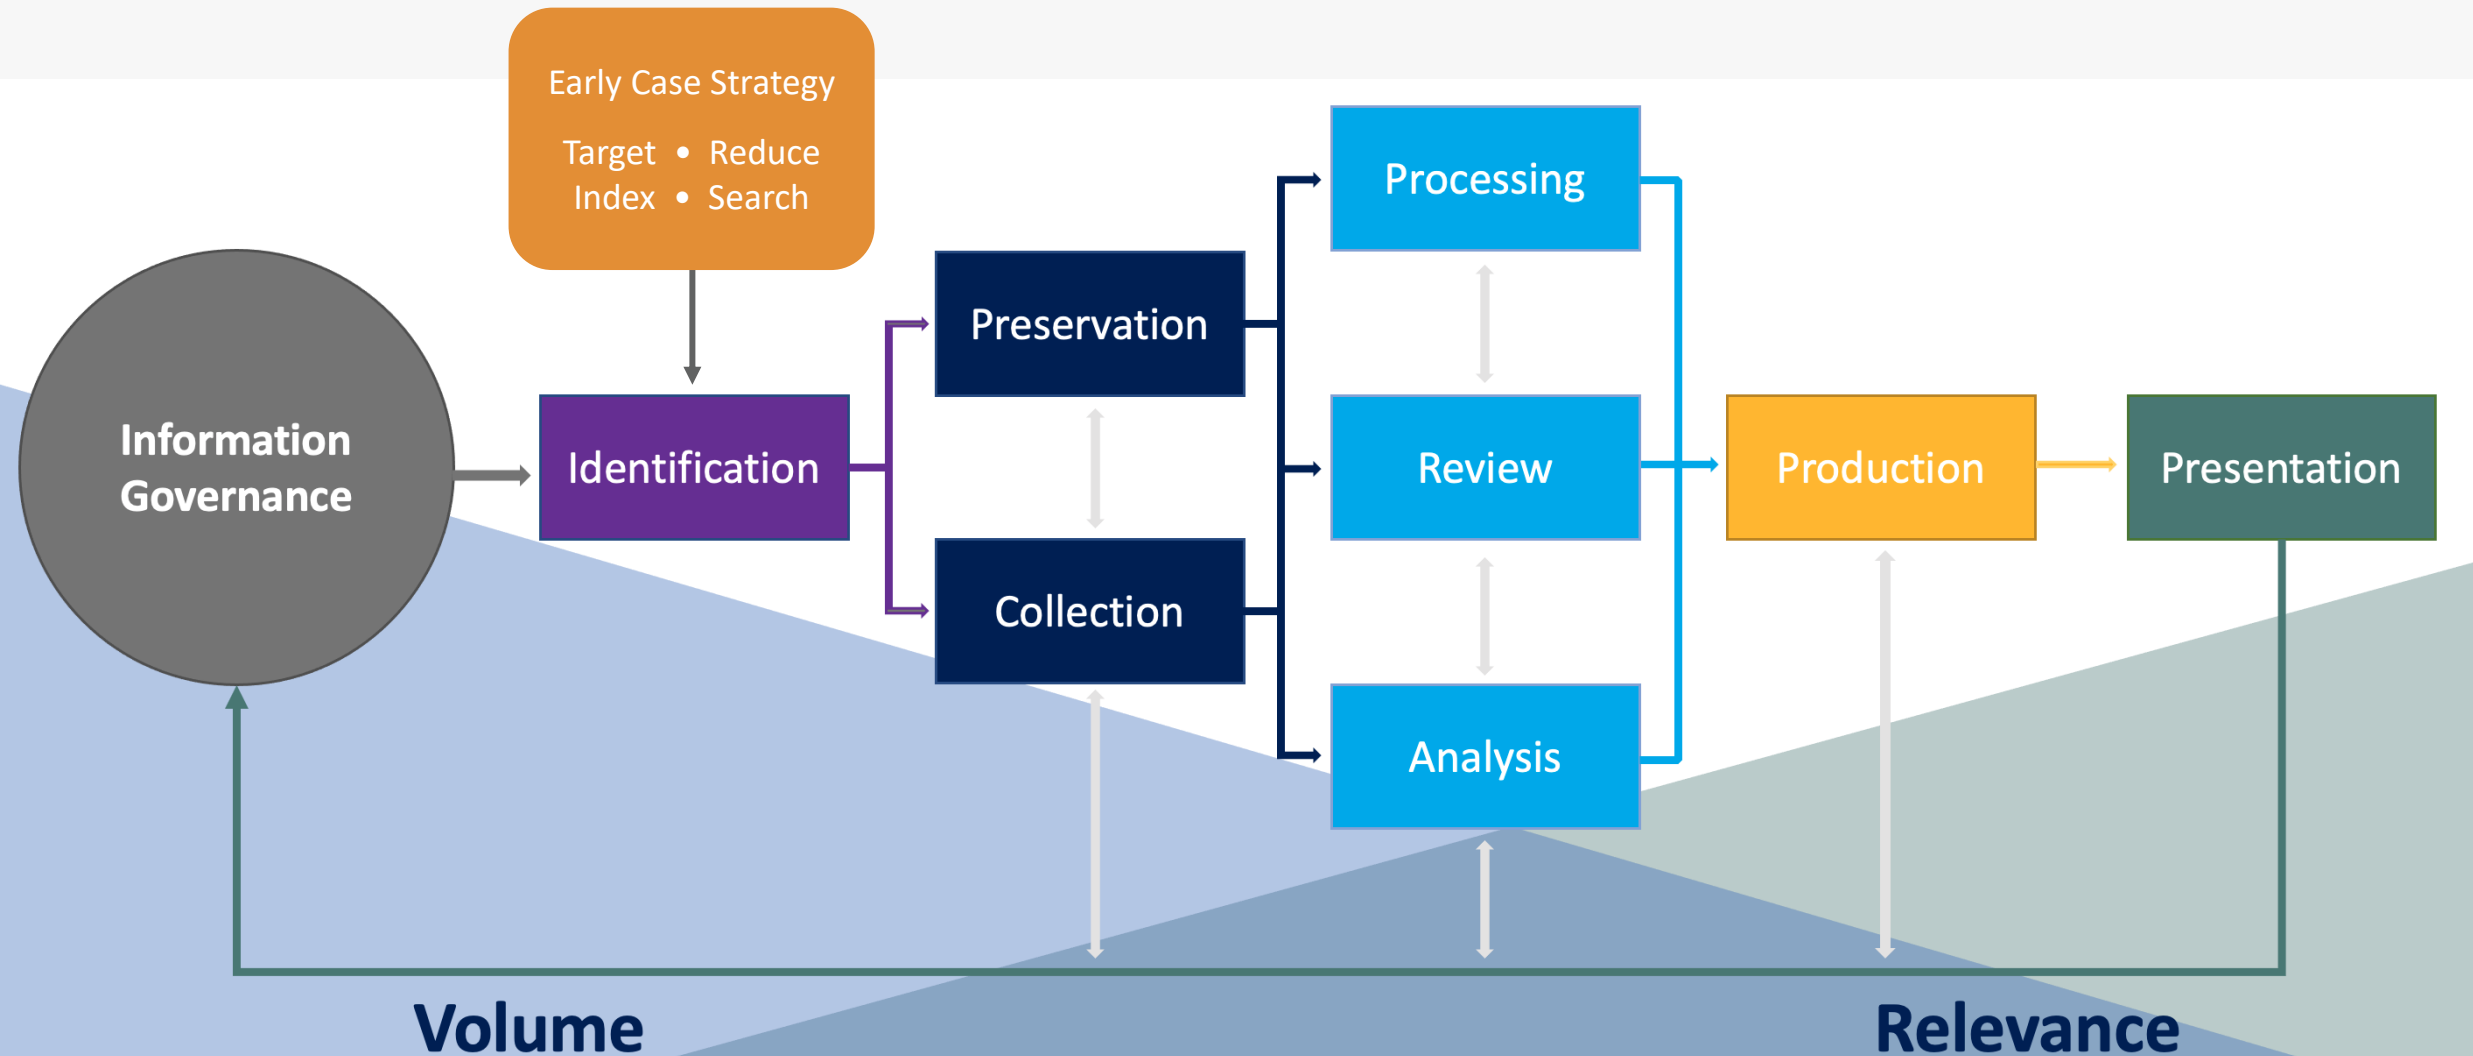 Early Case Strategy
Target • Reduce
Index • Search
Information
Governance
Identification
Preservation
Collection
Processing
Review
Analysis
Production
Presentation
Volume
Relevance